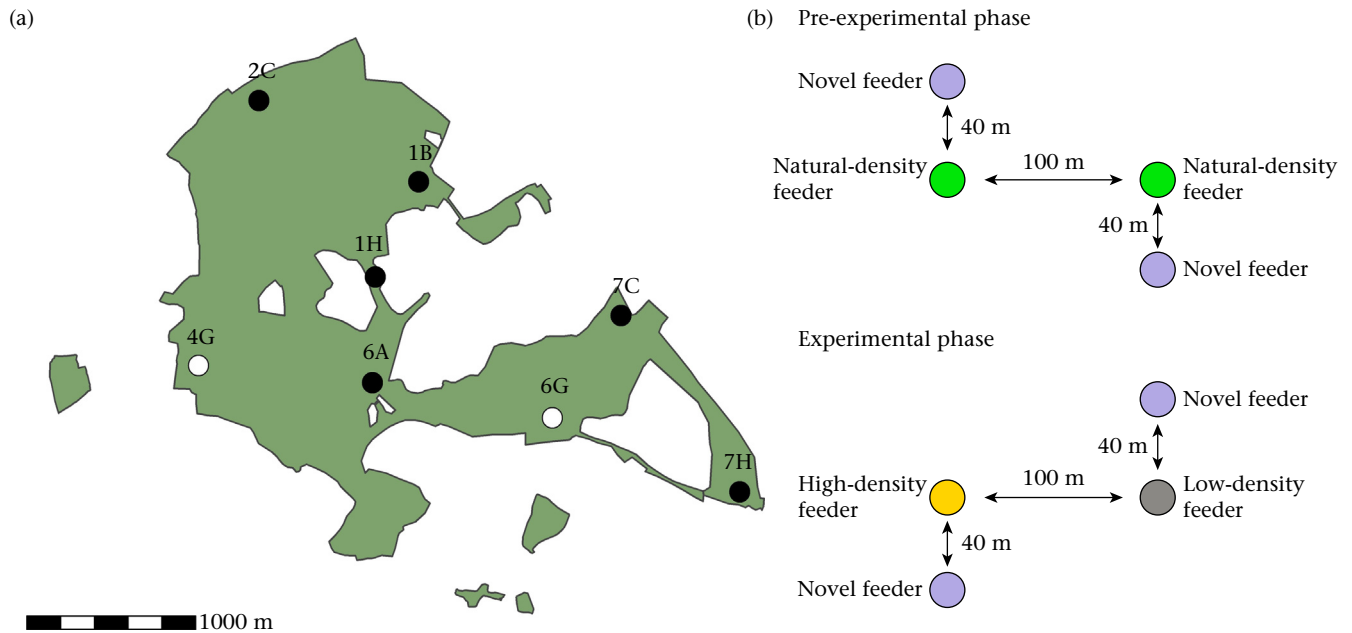 (a)
2C
1B
1H
7C
4G
6A
6G
7H
1000 m
(b) Pre-experimental phase
Novel feeder
40 m
Natural-density
feeder
100 m
Natural-density
feeder
40 m
Novel feeder
Experimental phase
Novel feeder
40 m
High-density
feeder
100 m
Low-density
feeder
40 m
Novel feeder